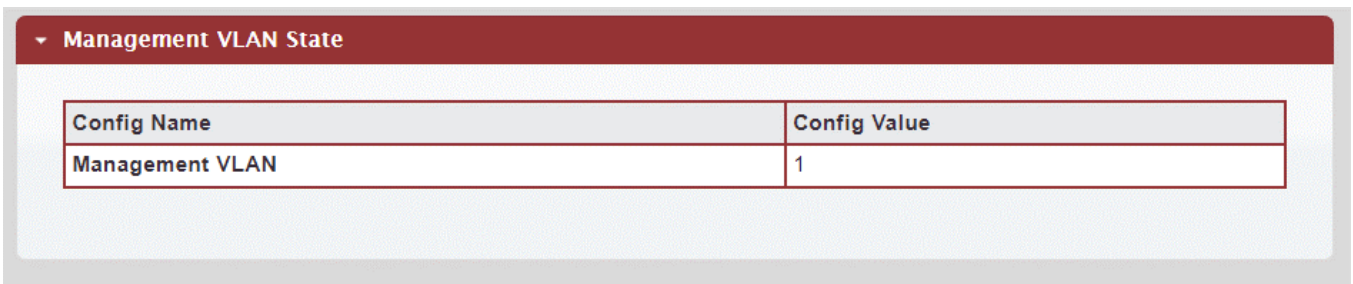 Management VLAN State
Config Name Config Value
Management VLAN 1